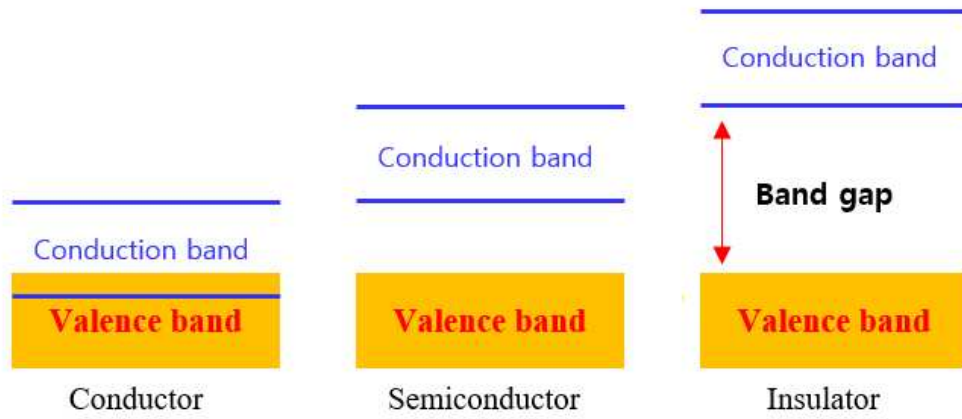 Conduction band
Conduction band
Band gap
Conduction band
Valence band
Valence band
Valence band
Conductor
Semiconductor
Insulator